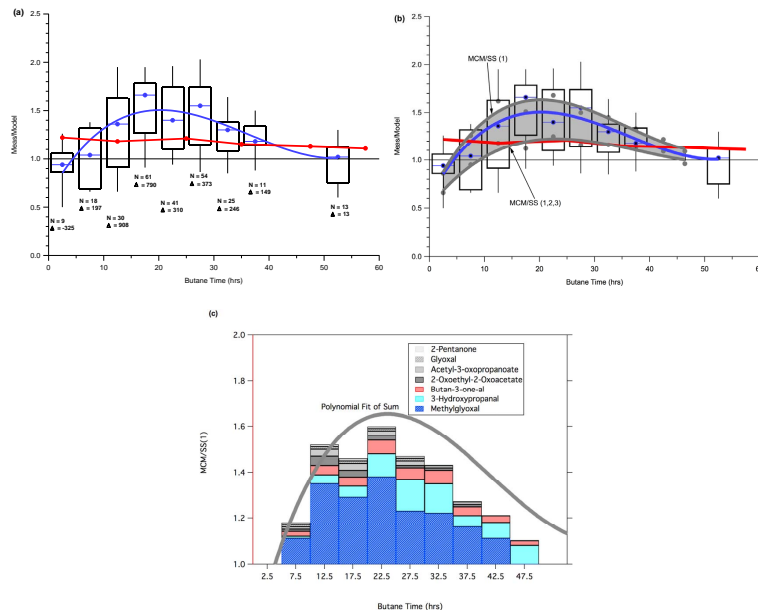 (a)
2.5
2.0
1.5
1.0
0.5
0.0
Meas/Model
N = 9
▲ = -325
N = 18
▲ = 197
N = 30
▲ = 908
N = 61
▲ = 790
N = 41
▲ = 310
N = 54
▲ = 373
N = 25
▲ = 246
N = 11
▲ = 149
N = 13
▲ = 13
0 10 20 30 40 50 60
Butane Time (hrs)
(b)
2.5
2.0
1.5
1.0
0.5
0.0
Meas/Model
MCM/SS (1)
MCM/SS (1,2,3)
0 10 20 30 40 50 60
Butane Time (hrs)
(c)
2.0
1.8
1.6
1.4
1.2
1.0
MCM/SS(1)
2-Pentanone
Glyoxal
Acetyl-3-oxopropanoate
2-Oxoethyl-2-Oxoacetate
Butan-3-one-al
3-Hydroxypropanal
Methylglyoxal
Polynomial Fit of Sum
2.5 7.5 12.5 17.5 22.5 27.5 32.5 37.5 42.5 47.5
Butane Time (hrs)